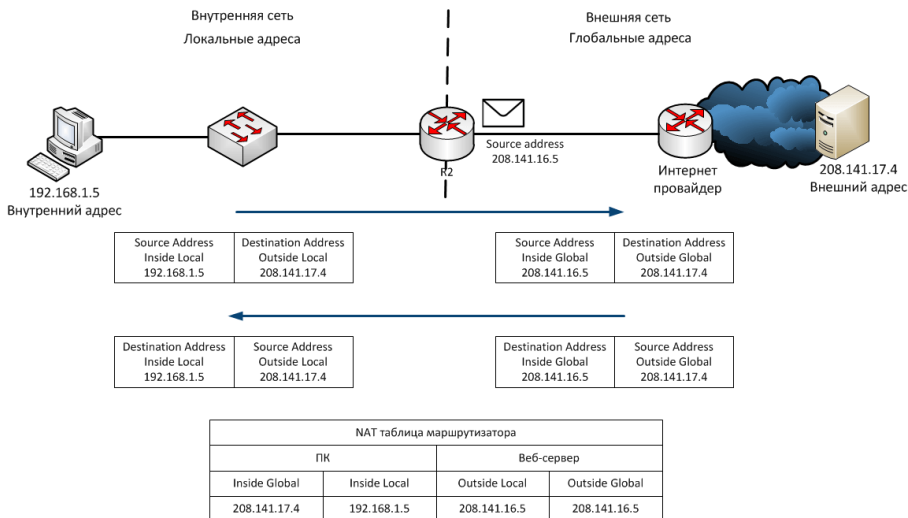 Внутренняя сеть
Локальные адреса
Внешняя сеть
Глобальные адреса
Source address
208.141.16.5
R2
Интернет
провайдер
192.168.1.5
Внутренний адрес
208.141.17.4
Внешний адрес
Source Address
Inside Local
192.168.1.5
Destination Address
Outside Local
208.141.17.4
Source Address
Inside Global
208.141.16.5
Destination Address
Outside Global
208.141.17.4
Destination Address
Inside Local
192.168.1.5
Source Address
Outside Local
208.141.17.4
Destination Address
Inside Global
208.141.16.5
Source Address
Outside Global
208.141.17.4
NAT таблица маршрутизатора
ПК
Веб-сервер
Inside Global
Inside Local
Outside Local
Outside Global
208.141.17.4
192.168.1.5
208.141.16.5
208.141.16.5